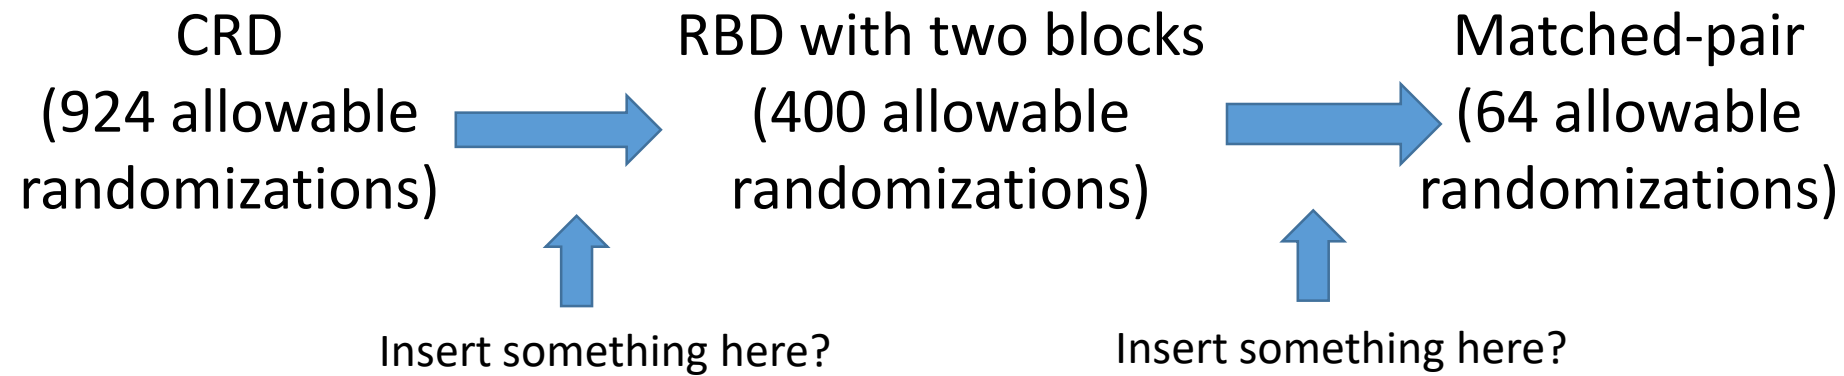 CRD
(924 allowable
randomizations)
RBD with two blocks
(400 allowable
randomizations)
Matched-pair
(64 allowable
randomizations)
Insert something here?
Insert something here?